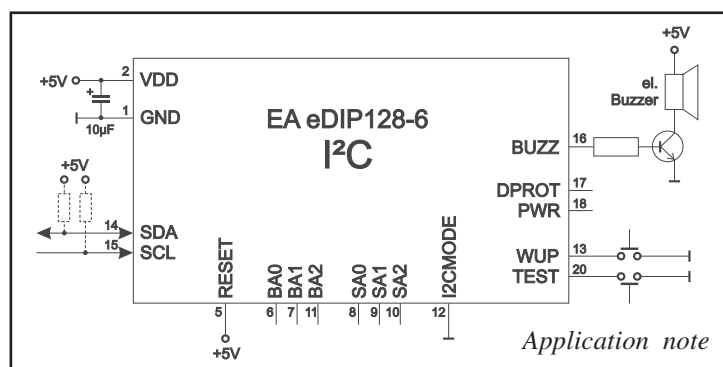 +5V
+5V
2 VDD
el.
Buzzer
1 GND
10µF
EA eDIP128-6
I²C
BUZZ 16
+5V
DPROT 17
PWR 18
14 SDA
15 SCL
WUP 13
TEST 20
RESET
BA0
BA1
BA2
SA0
SA1
SA2
I2CMODE
5 6 7 11 8 9 10 12
+5V
Application note